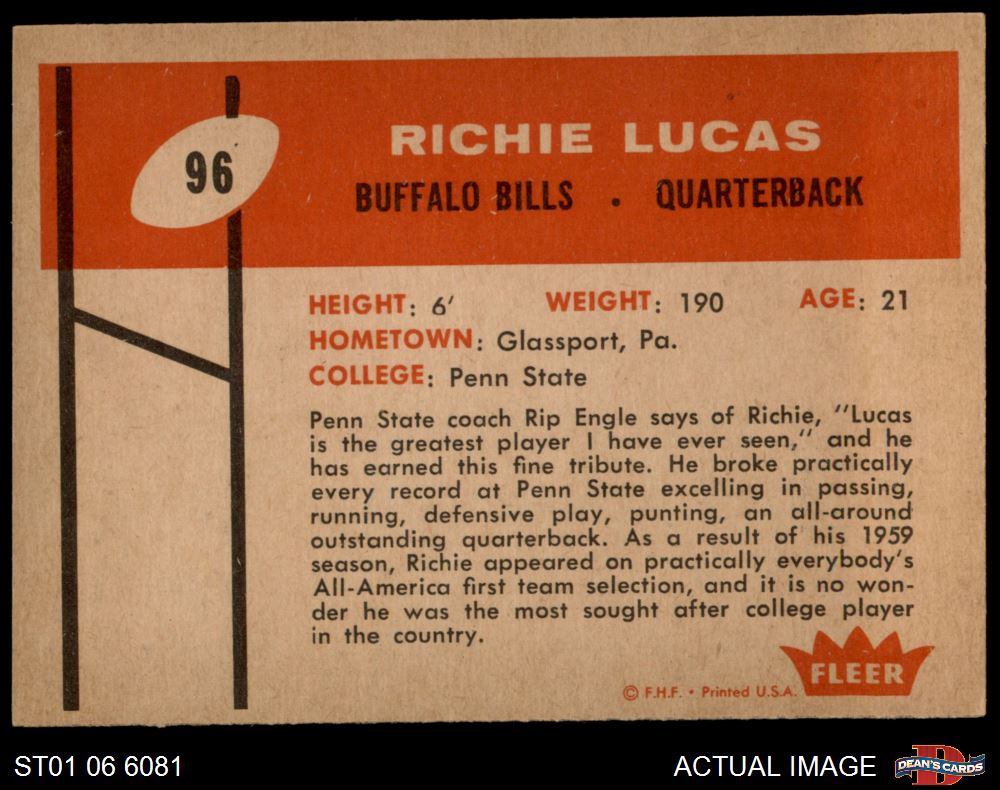 96
RICHIE LUCAS
BUFFALO BILLS . QUARTERBACK
HEIGHT: 6′ WEIGHT: 190 AGE: 21
HOMETOWN: Glassport, Pa.
COLLEGE: Penn State
Penn State coach Rip Engle says of Richie, "Lucas
is the greatest player I have ever seen," and he
has earned this fine tribute. He broke practically
every record at Penn State excelling in passing,
running, defensive play, punting, an all-around
outstanding quarterback. As a result of his 1959
season, Richie appeared on practically everybody's
All-America first team selection, and it is no won-
der he was the most sought after college player
in the country.
FLEER
© F.H.F. • Printed U.S.A.
ST01 06 6081
ACTUAL IMAGE
D
DEAN'S CARDS